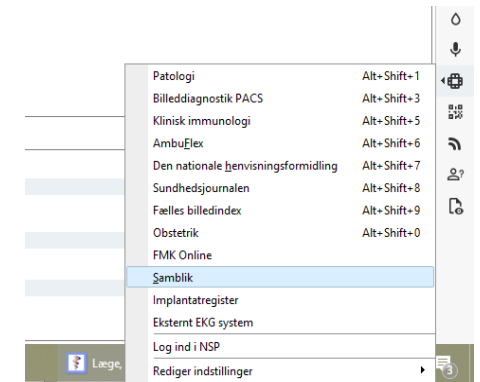 Patologi Alt+Shift+1
Billeddiagnostik PACS Alt+Shift+3
Klinisk immunologi Alt+Shift+5
AmbuFlex Alt+Shift+6
Den nationale henvisningsformidling Alt+Shift+7
Sundhedsjournalen Alt+Shift+8
Fælles billedindex Alt+Shift+9
Obstetrik Alt+Shift+0
FMK Online
Samblik
Implantatregister
Eksternt EKG system
Log ind i NSP
Rediger indstillinger
Læge,
3